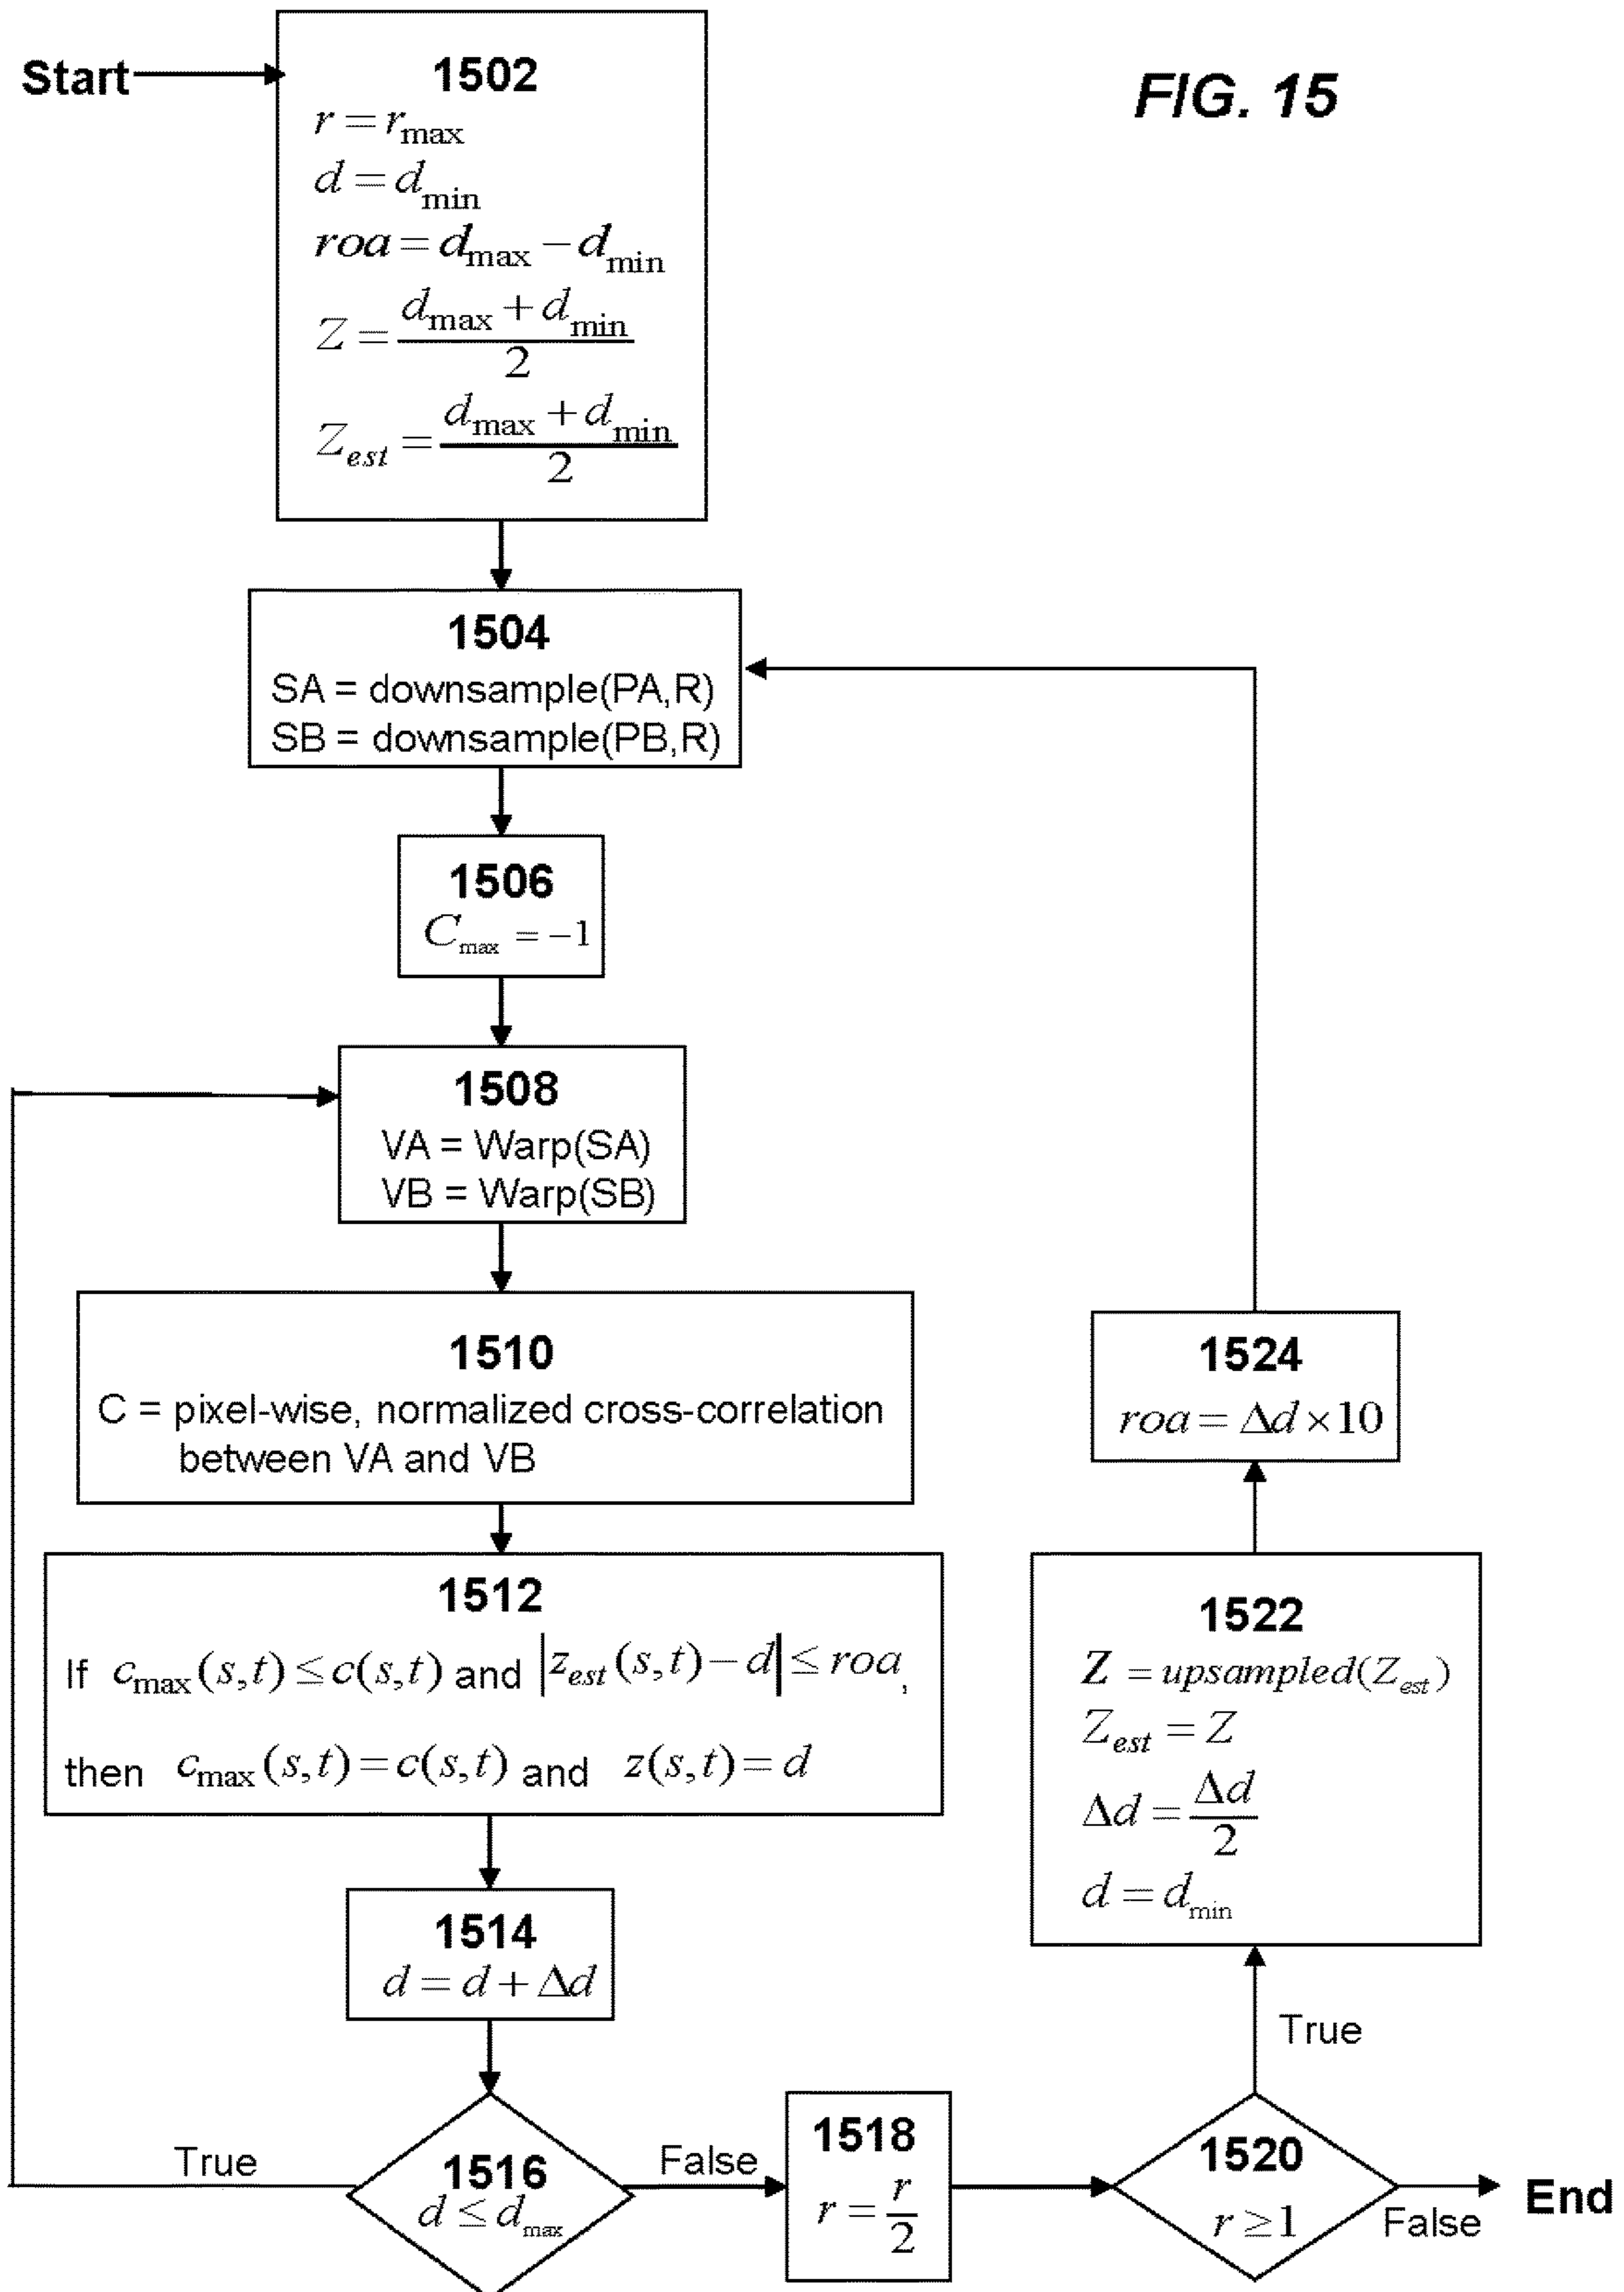 FIG. 15
Start
1502
r = r_max
d = d_min
roa = d_max − d_min
Z = (d_max + d_min) / 2
Z_est = (d_max + d_min) / 2
1504
SA = downsample(PA,R)
SB = downsample(PB,R)
1506
C_max = −1
1508
VA = Warp(SA)
VB = Warp(SB)
1510
C = pixel-wise, normalized cross-correlation
between VA and VB
1512
If c_max(s,t) ≤ c(s,t) and |z_est(s,t) − d| ≤ roa,
then c_max(s,t) = c(s,t) and z(s,t) = d
1514
d = d + Δd
1516
d ≤ d_max
True
False
1518
r = r / 2
1520
r ≥ 1
False
End
True
1522
Z = upsampled(Z_est)
Z_est = Z
Δd = Δd / 2
d = d_min
1524
roa = Δd × 10